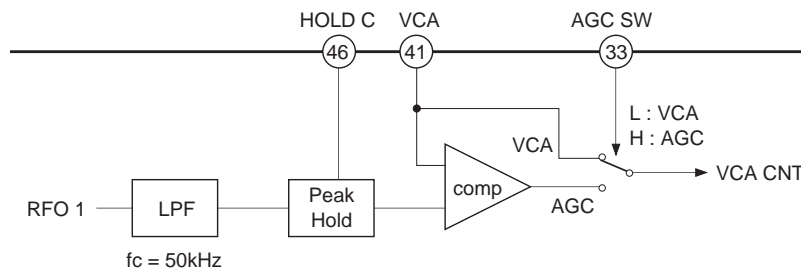 HOLD C
VCA
AGC SW
46
41
33
L : VCA
H : AGC
VCA
VCA CNT
comp
AGC
RFO 1
LPF
Peak
Hold
fc = 50kHz